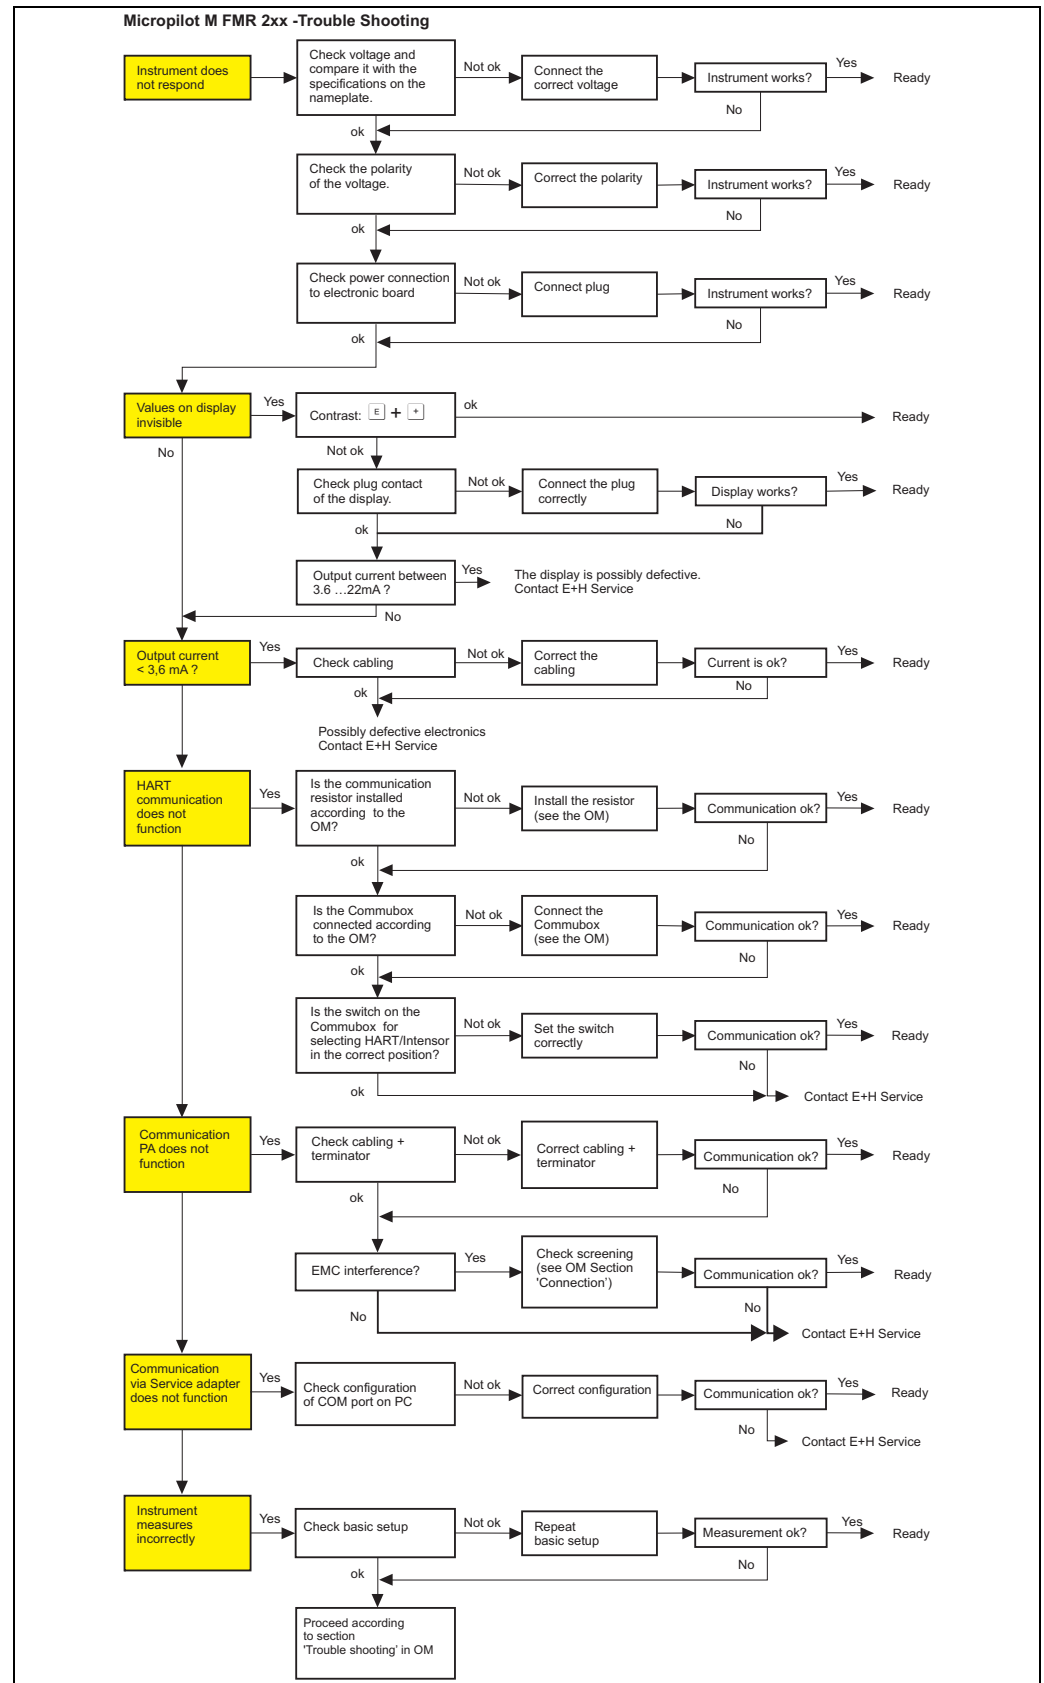 Micropilot M FMR 2xx -Trouble Shooting
Instrument does
not respond
Check voltage and
compare it with the
specifications on the
nameplate.
Not ok
Connect the
correct voltage
Instrument works?
Yes
Ready
No
ok
Check the polarity
of the voltage.
Not ok
Correct the polarity
Instrument works?
Yes
Ready
No
ok
Check power connection
to electronic board
Not ok
Connect plug
Instrument works?
Yes
Ready
No
ok
Values on display
invisible
Yes
Contrast: E + +
ok
Ready
No
Not ok
Check plug contact
of the display.
Not ok
Connect the plug
correctly
Display works?
Yes
Ready
No
ok
Output current between
3.6 ...22mA ?
Yes
The display is possibly defective.
Contact E+H Service
No
Output current
< 3,6 mA ?
Yes
Check cabling
Not ok
Correct the
cabling
Current is ok?
Yes
Ready
No
ok
Possibly defective electronics
Contact E+H Service
HART
communication
does not
function
Yes
Is the communication
resistor installed
according to the
OM?
Not ok
Install the resistor
(see the OM)
Communication ok?
Yes
Ready
No
ok
Is the Commubox
connected according
to the OM?
Not ok
Connect the
Commubox
(see the OM)
Communication ok?
Yes
Ready
No
ok
Is the switch on the
Commubox for
selecting HART/Intensor
in the correct position?
Not ok
Set the switch
correctly
Communication ok?
Yes
Ready
No
ok
Contact E+H Service
Communication
PA does not
function
Yes
Check cabling +
terminator
Not ok
Correct cabling +
terminator
Communication ok?
Yes
Ready
No
ok
EMC interference?
Yes
Check screening
(see OM Section
'Connection')
Communication ok?
Yes
Ready
No
No
Contact E+H Service
Communication
via Service adapter
does not function
Yes
Check configuration
of COM port on PC
Not ok
Correct configuration
Communication ok?
Yes
Ready
No
Contact E+H Service
Instrument
measures
incorrectly
Yes
Check basic setup
Not ok
Repeat
basic setup
Measurement ok?
Yes
Ready
No
ok
Proceed according
to section
'Trouble shooting' in OM